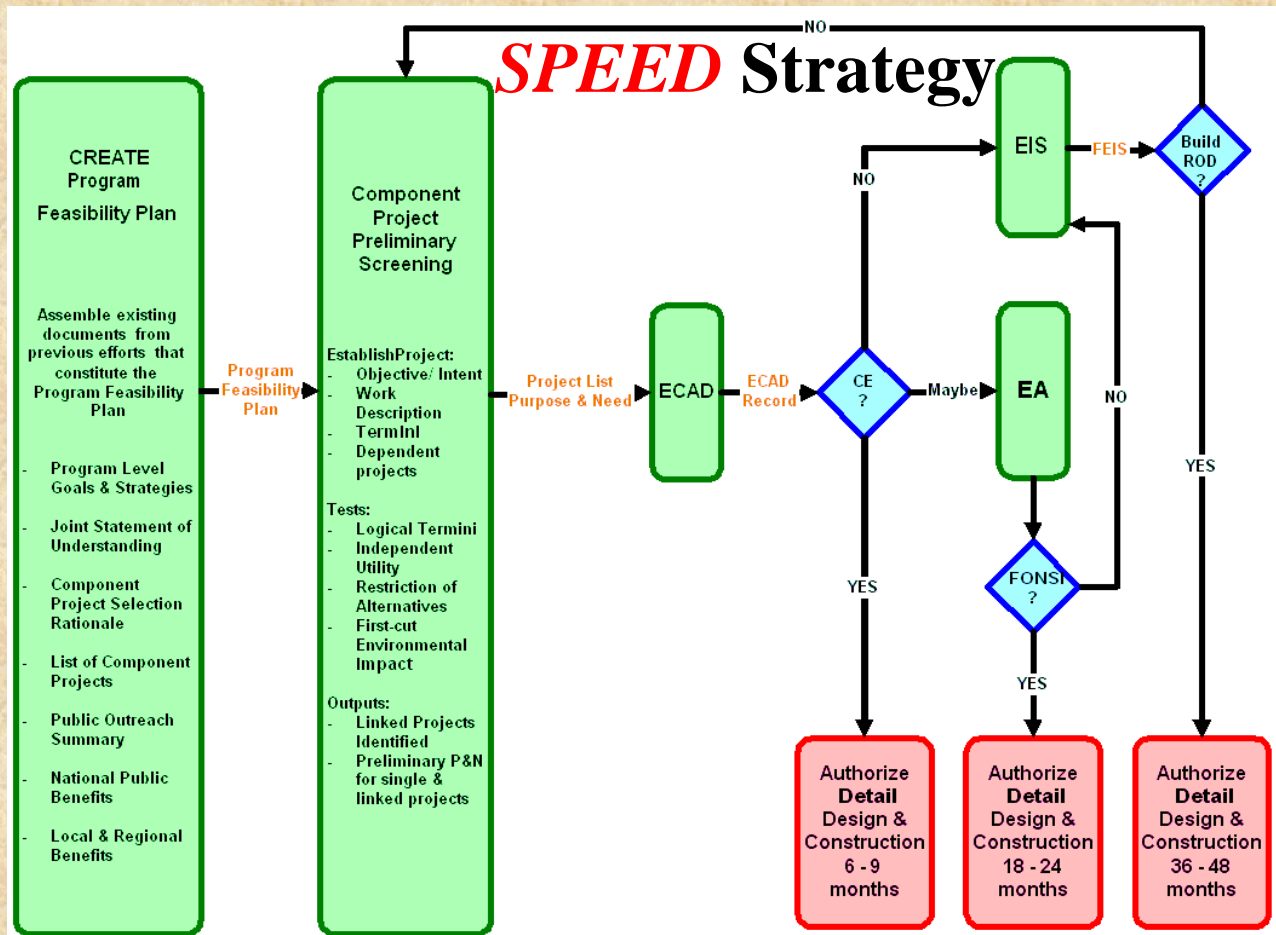 SPEED Strategy
NO
CREATE
Program
Feasibility Plan
Assemble existing
documents from
previous efforts that
constitute the
Program Feasibility
Plan
- Program Level
Goals & Strategies
- Joint Statement of
Understanding
- Component
Project Selection
Rationale
- List of Component
Projects
- Public Outreach
Summary
- National Public
Benefits
- Local & Regional
Benefits
Program
Feasibility
Plan
Component
Project
Preliminary
Screening
EstablishProject:
- Objective/ Intent
- Work
Description
- TermInI
- Dependent
projects
Tests:
- Logical Termini
- Independent
Utility
- Restriction of
Alternatives
- First-cut
Environmental
Impact
Outputs:
- Linked Projects
Identified
- Preliminary P&N
for single &
linked projects
Project List
Purpose & Need
ECAD
ECAD
Record
CE
?
NO
Maybe
YES
EIS
FEIS
Build
ROD
?
EA
NO
YES
FONSI
?
YES
Authorize
Detail
Design &
Construction
6 - 9
months
Authorize
Detail
Design &
Construction
18 - 24
months
Authorize
Detail
Design &
Construction
36 - 48
months